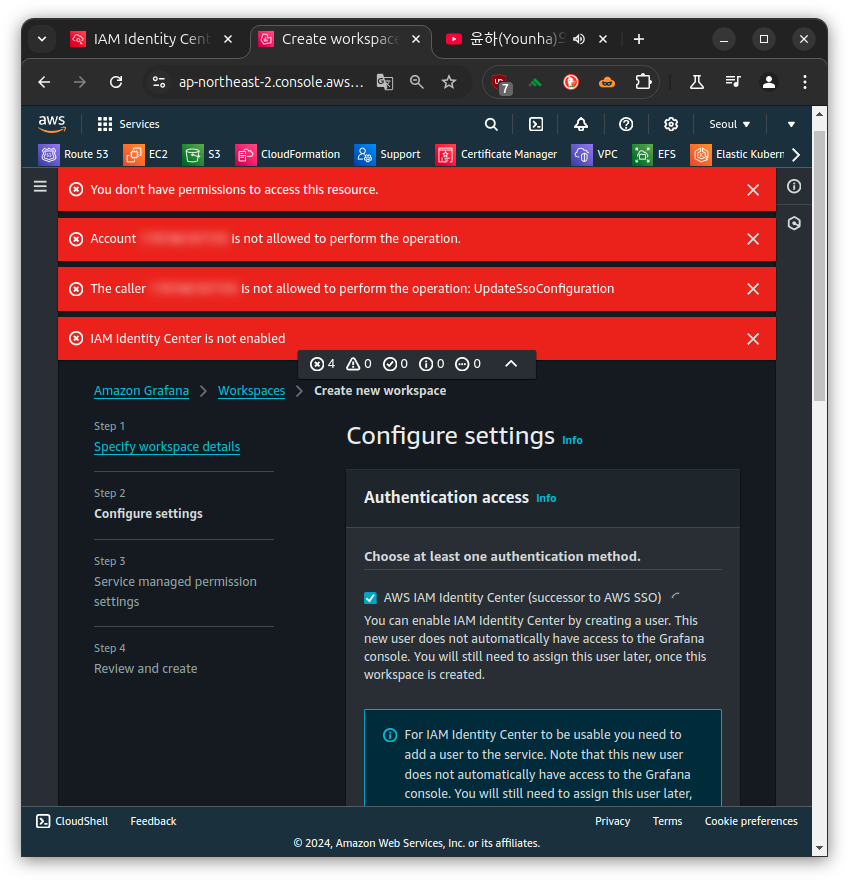 IAM Identity Cent
Create workspace
윤하(Younha)의
ap-northeast-2.console.aws...
7
aws
Services
Seoul
Route 53
EC2
S3
CloudFormation
Support
Certificate Manager
VPC
EFS
Elastic Kubern
You don't have permissions to access this resource.
Account is not allowed to perform the operation.
The caller is not allowed to perform the operation: UpdateSsoConfiguration
IAM Identity Center is not enabled
4 0 0 0 0
Amazon Grafana
Workspaces
Create new workspace
Step 1
Specify workspace details
Step 2
Configure settings
Step 3
Service managed permission
settings
Step 4
Review and create
Configure settings Info
Authentication access Info
Choose at least one authentication method.
AWS IAM Identity Center (successor to AWS SSO)
You can enable IAM Identity Center by creating a user. This
new user does not automatically have access to the Grafana
console. You will still need to assign this user later, once this
workspace is created.
For IAM Identity Center to be usable you need to
add a user to the service. Note that this new user
does not automatically have access to the Grafana
console. You will still need to assign this user later,
CloudShell
Feedback
Privacy
Terms
Cookie preferences
© 2024, Amazon Web Services, Inc. or its affiliates.